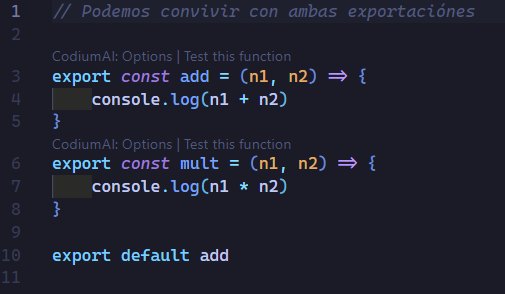 1 // Podemos convivir con ambas exportaciónes
2
CodiumAI: Options | Test this function
3 export const add = (n1, n2) => {
4 console.log(n1 + n2)
5 }
CodiumAI: Options | Test this function
6 export const mult = (n1, n2) => {
7 console.log(n1 * n2)
8 }
9
10 export default add
11